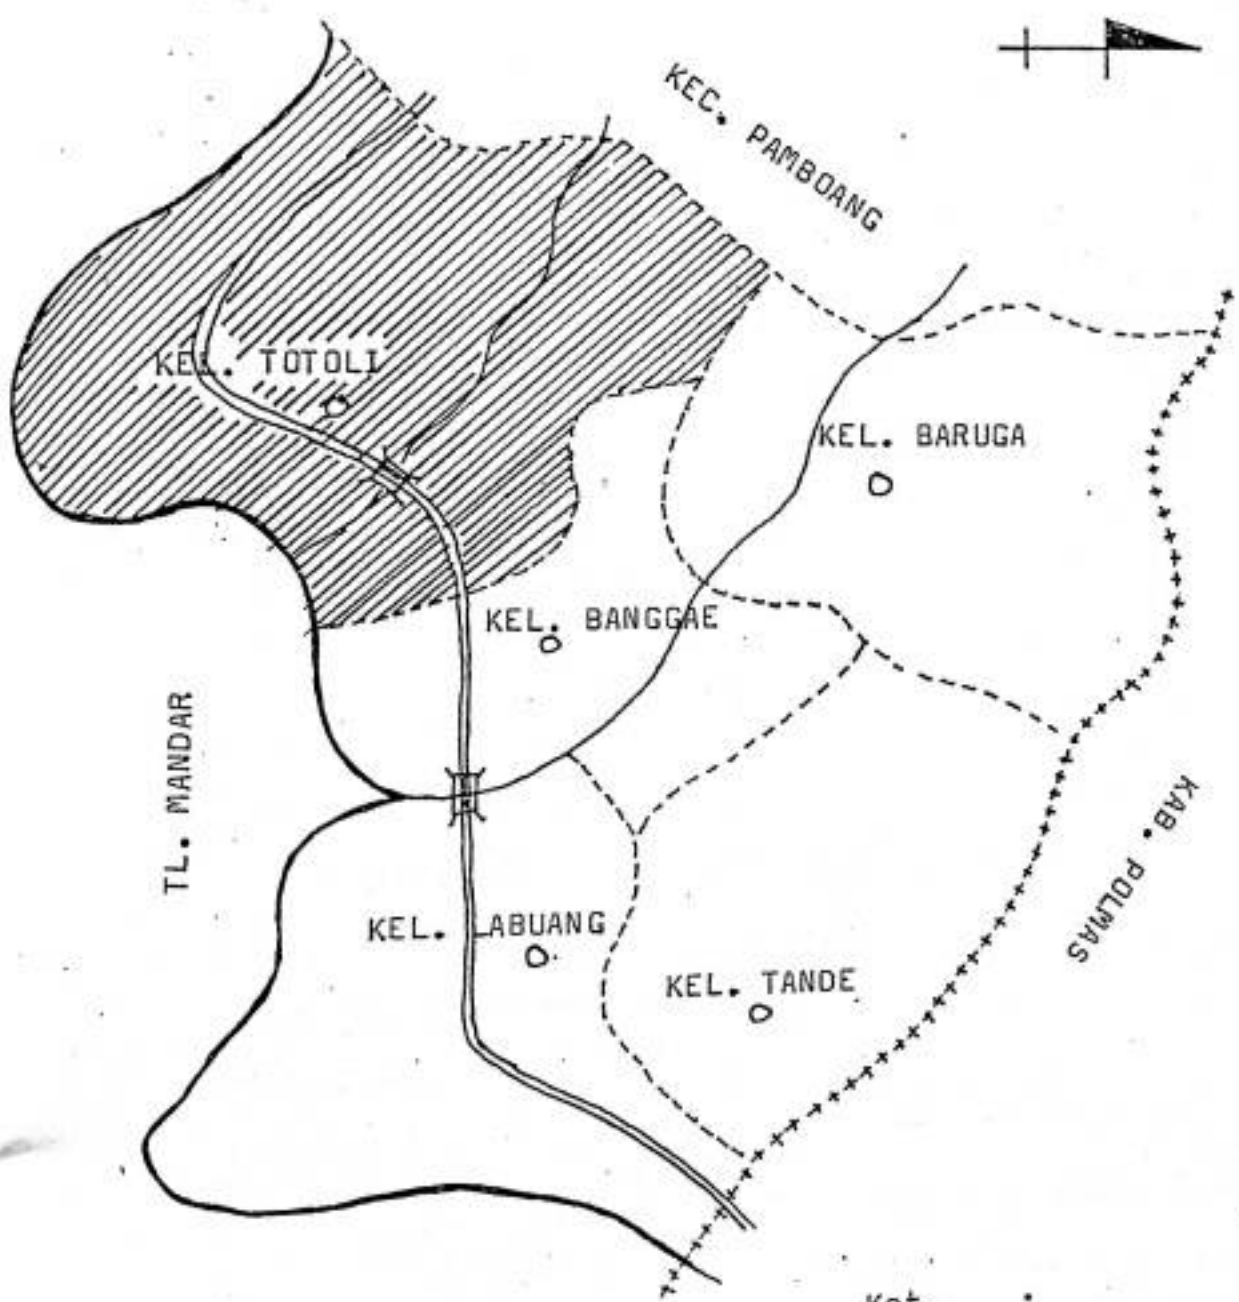 KEC. PAMBOANG
KEL. TOTOLI
KEL. BARUGA
KEL. BANGGAE
TL. MANDAR
KAB. POLMAS
KEL. LABUANG
KEL. TANDE